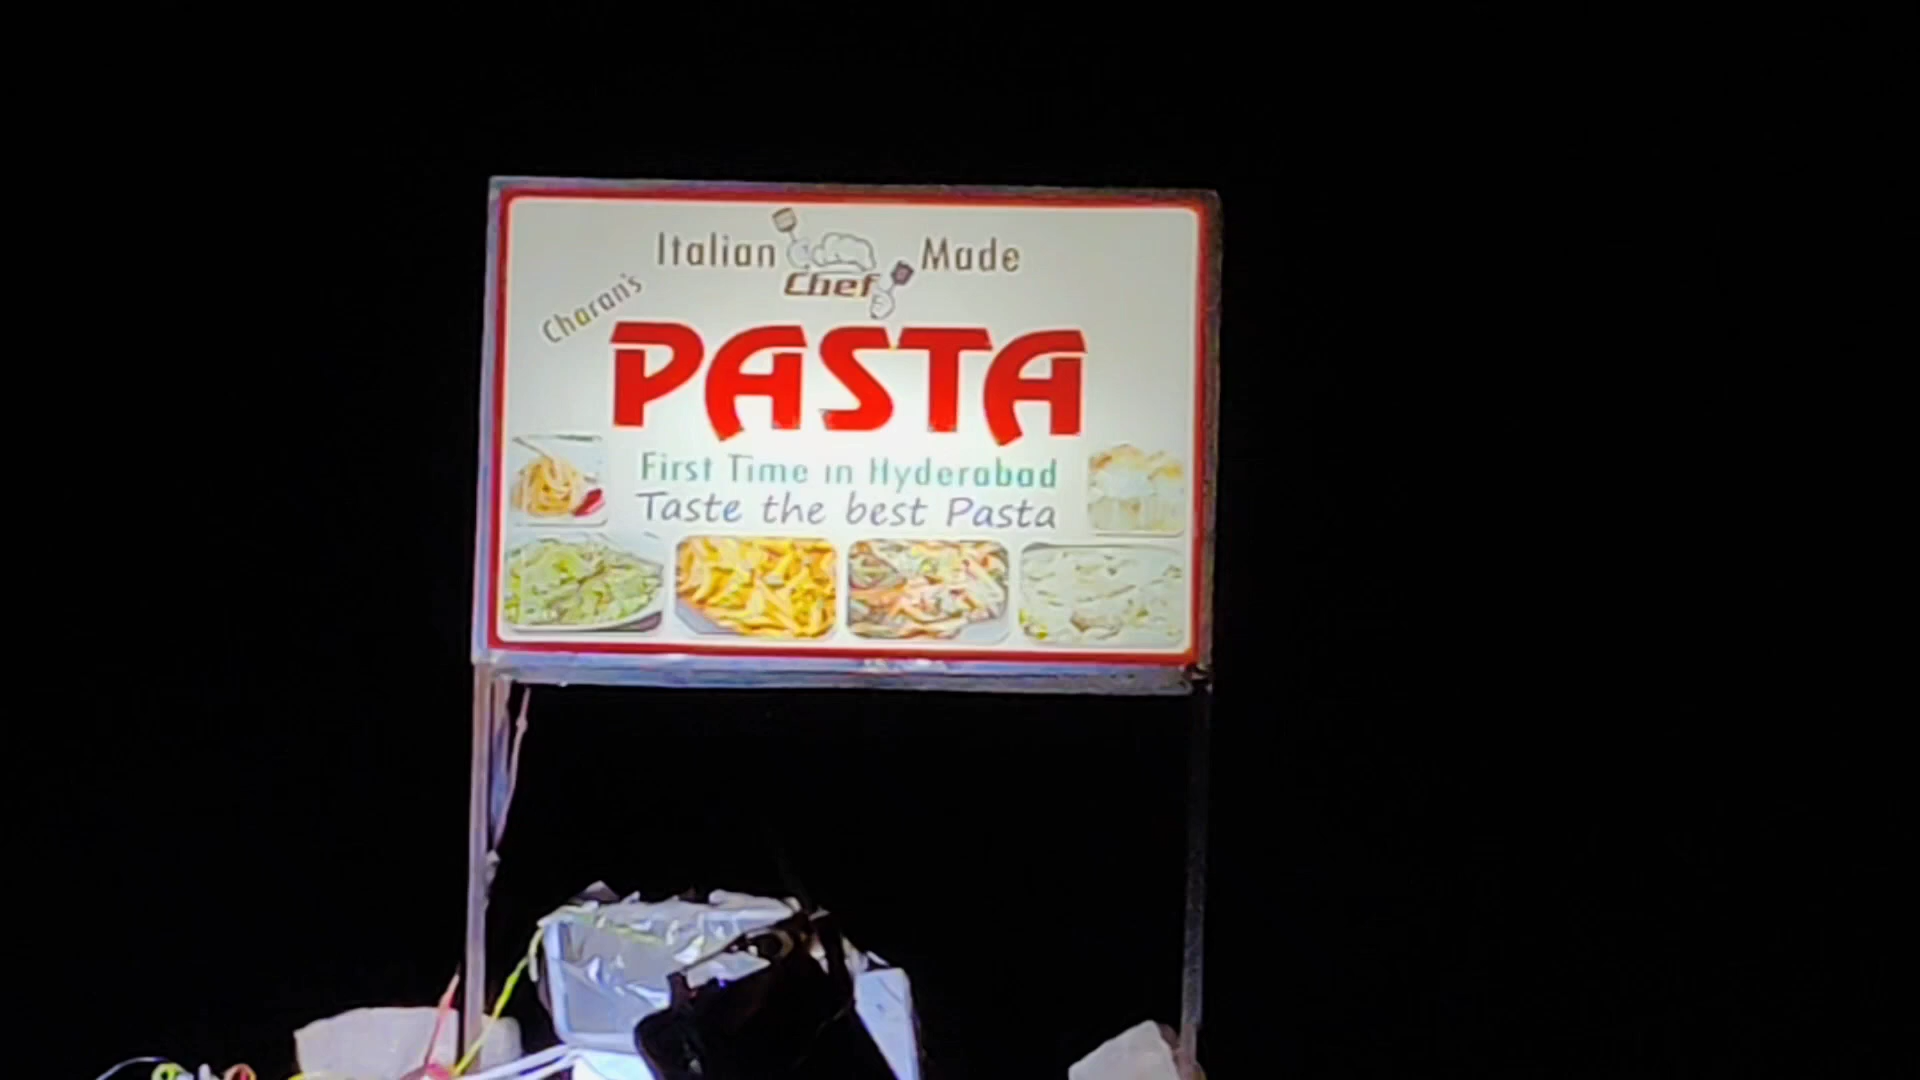 Italian Chef Made
Charan's
PASTA
First Time in Hyderabad
Taste the best Pasta